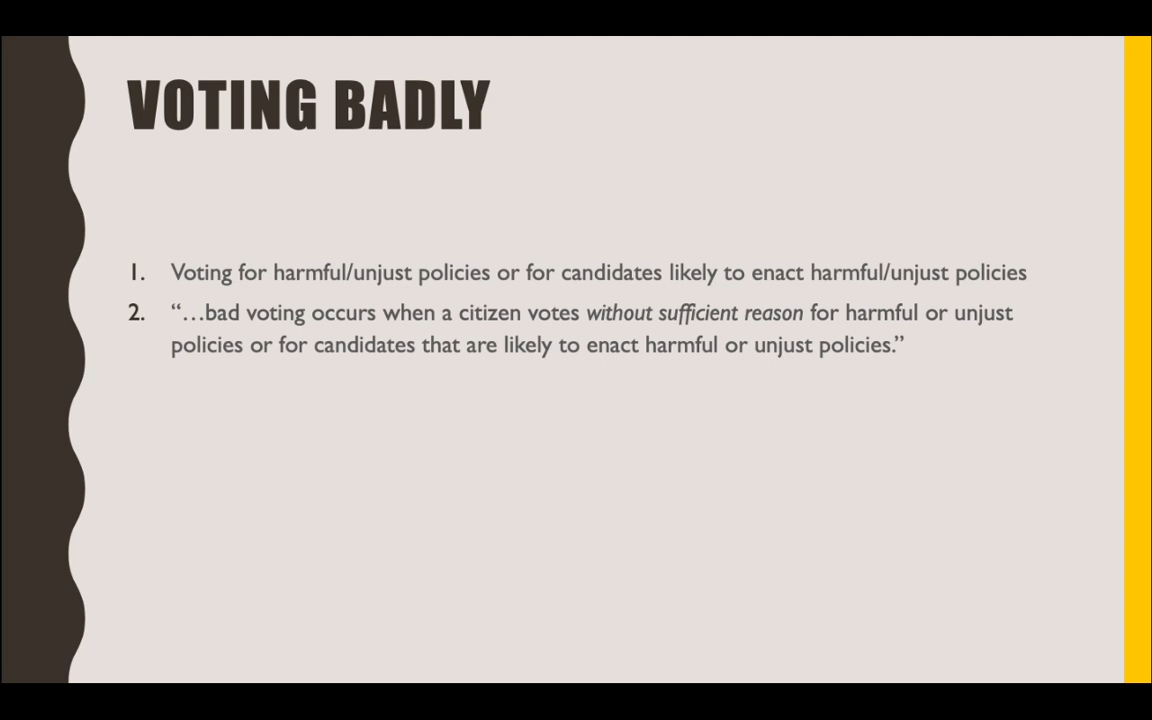 VOTING BADLY
1. Voting for harmful/unjust policies or for candidates likely to enact harmful/unjust policies
2. “…bad voting occurs when a citizen votes without sufficient reason for harmful or unjust
policies or for candidates that are likely to enact harmful or unjust policies.”